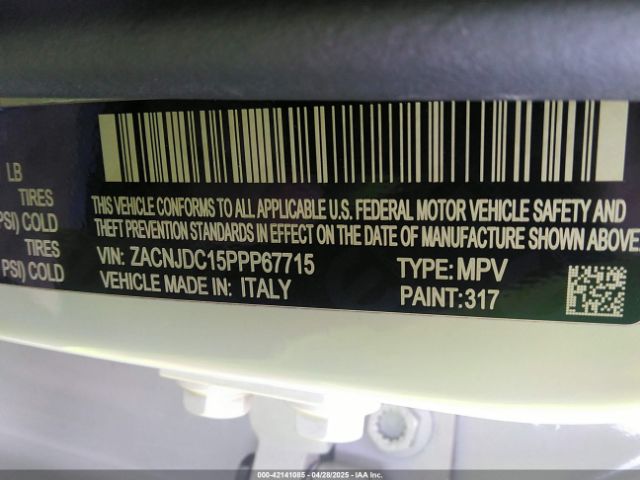 LB
TIRES
PSI) COLD
TIRES
PSI) COLD
THIS VEHICLE CONFORMS TO ALL APPLICABLE U.S. FEDERAL MOTOR VEHICLE SAFETY AND
THEFT PREVENTION STANDARDS IN EFFECT ON THE DATE OF MANUFACTURE SHOWN ABOVE
VIN: ZACNJDC15PPP67715 TYPE: MPV
VEHICLE MADE IN: ITALY PAINT: 317
000-42141085 04/28/2025 - IAA Inc.